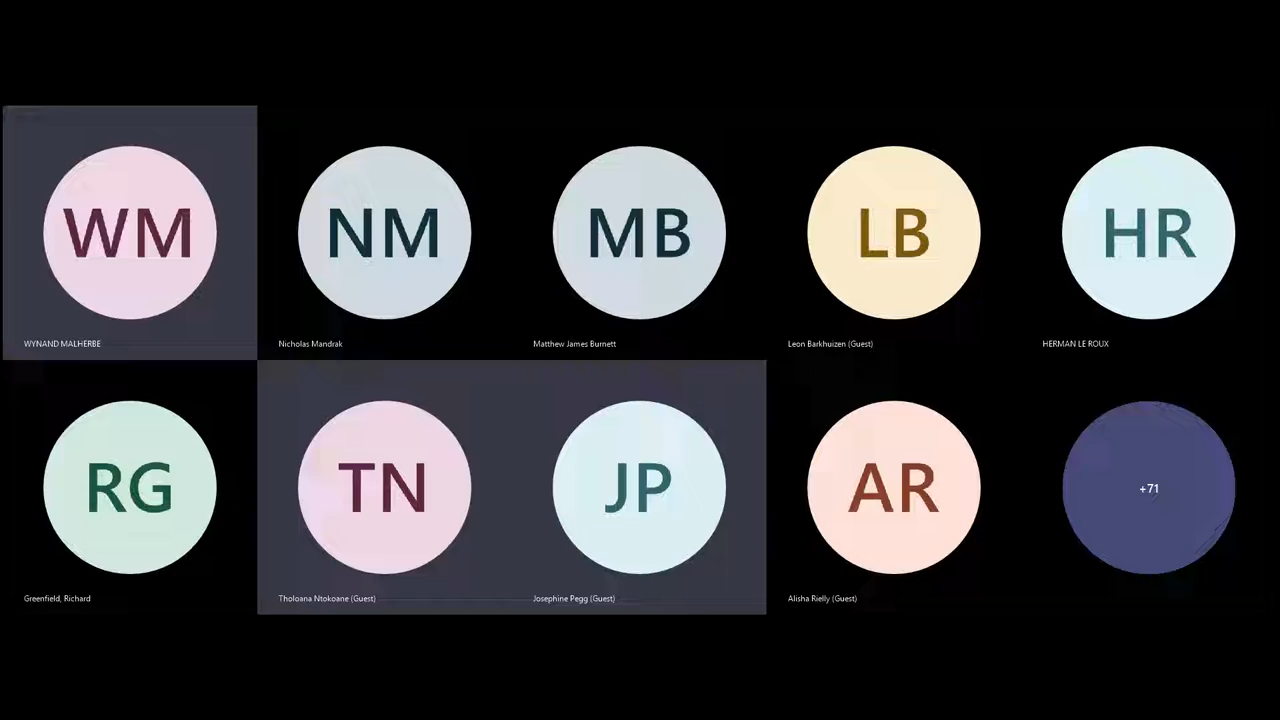 WM NM MB LB HR
WYNAND MALHERBE Nicholas Mandrak Matthew James Burnett Leon Barkhuizen (Guest) HERMAN LE ROUX
RG TN JP AR +71
Greenfield, Richard Tholoana Ntokoane (Guest) Josephine Pegg (Guest) Alisha Rielly (Guest)